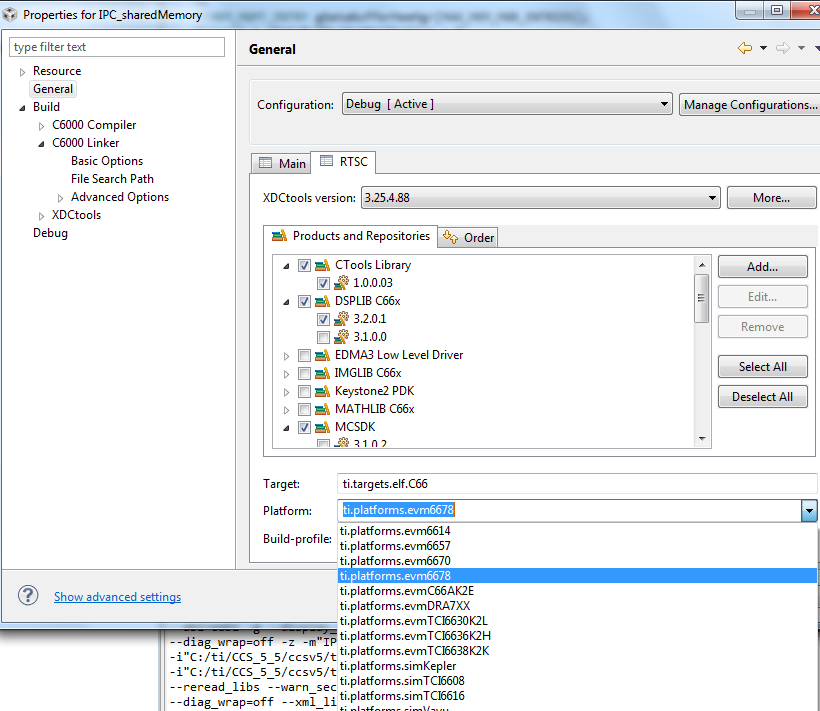 Properties for IPC_sharedMemory
type filter text
Resource
General
Build
C6000 Compiler
C6000 Linker
Basic Options
File Search Path
Advanced Options
XDCtools
Debug
General
Configuration: Debug [ Active ] Manage Configurations...
Main RTSC
XDCtools version: 3.25.4.88 More...
Products and Repositories Order
CTools Library
1.0.0.03
DSPLIB C66x
3.2.0.1
3.1.0.0
EDMA3 Low Level Driver
IMGLIB C66x
Keystone2 PDK
MATHLIB C66x
MCSDK
3.1.0.2
Add...
Edit...
Remove
Select All
Deselect All
Target: ti.targets.elf.C66
Platform: ti.platforms.evm6678
Build-profile:
ti.platforms.evm6614
ti.platforms.evm6657
ti.platforms.evm6670
ti.platforms.evm6678
ti.platforms.evmC66AK2E
ti.platforms.evmDRA7XX
ti.platforms.evmTCI6630K2L
ti.platforms.evmTCI6636K2H
ti.platforms.evmTCI6638K2K
ti.platforms.simKepler
ti.platforms.simTCI6608
ti.platforms.simTCI6616
? Show advanced settings
--diag_wrap=off -z -m"IP
-i"C:/ti/CCS_5_5/ccsv5/t
-i"C:/ti/CCS_5_5/ccsv5/t
--reread_libs --warn_sec
--diag_wrap=off --xml_li